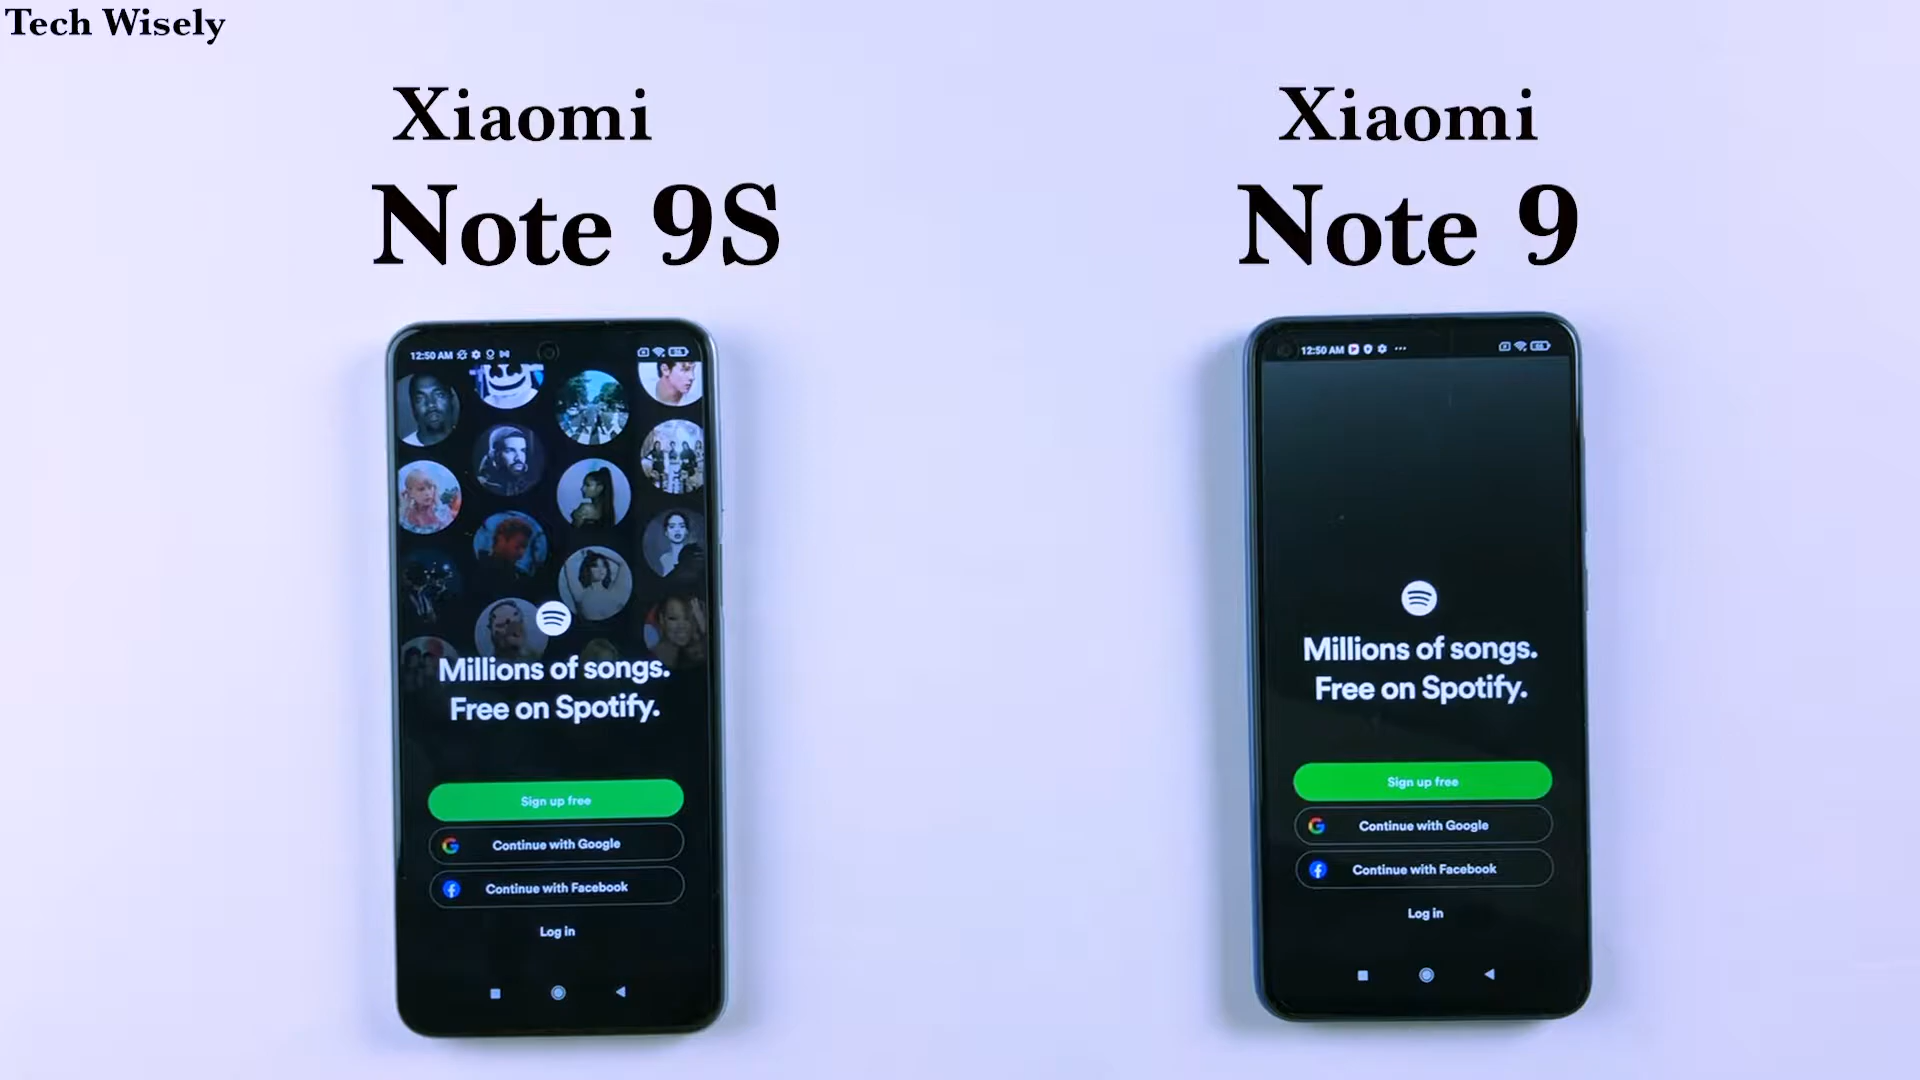 Tech Wisely
Xiaomi
Note 9S
Xiaomi
Note 9
12:50 AM
Millions of songs.
Free on Spotify.
Sign up free
Continue with Google
Continue with Facebook
Log in
12:50 AM
Millions of songs.
Free on Spotify.
Sign up free
Continue with Google
Continue with Facebook
Log in